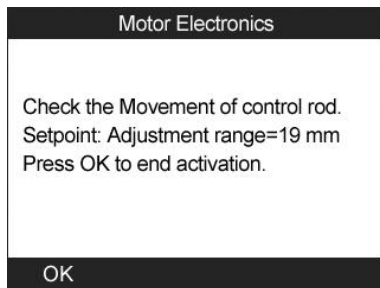 Motor Electronics
Check the Movement of control rod.
Setpoint: Adjustment range=19 mm
Press OK to end activation.
OK